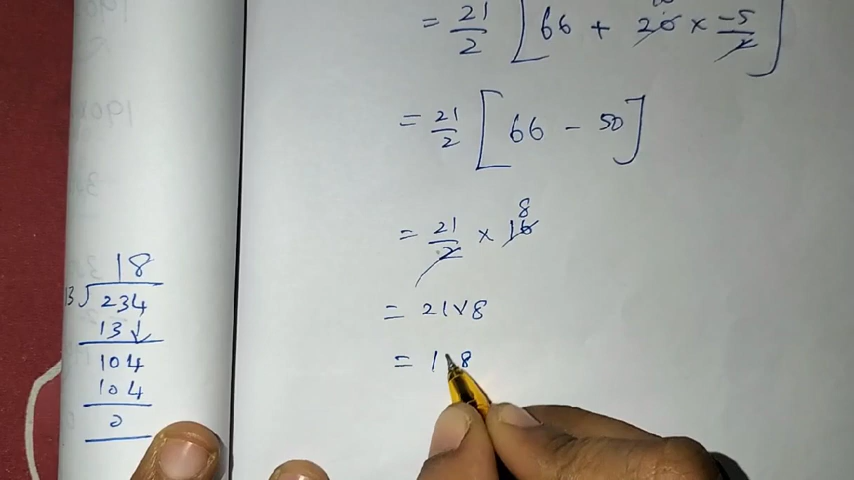 = 21/2 [66 + 20 × -5/2]
= 21/2 [66 - 50]
8
= 21/2 × 16
= 21×8
= 1 8
18
13 √234
13↓
104
104
0